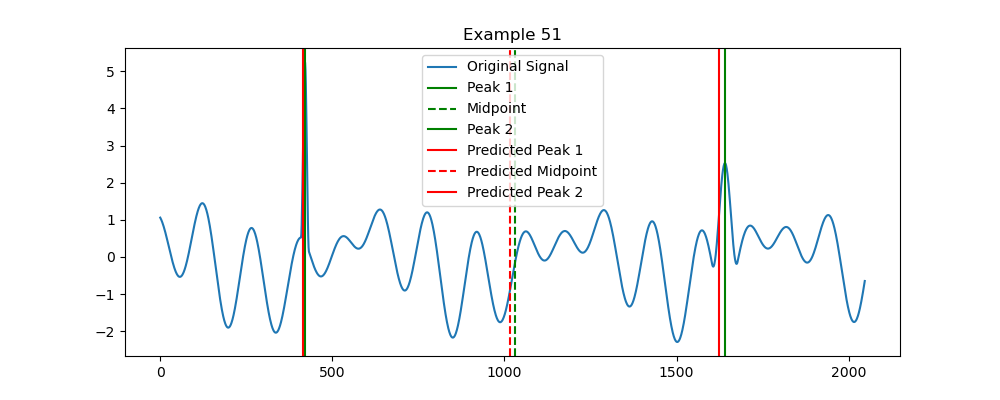 Example 51
Original Signal
Peak 1
Midpoint
Peak 2
Predicted Peak 1
Predicted Midpoint
Predicted Peak 2
5
4
3
2
1
0
−1
−2
0 500 1000 1500 2000